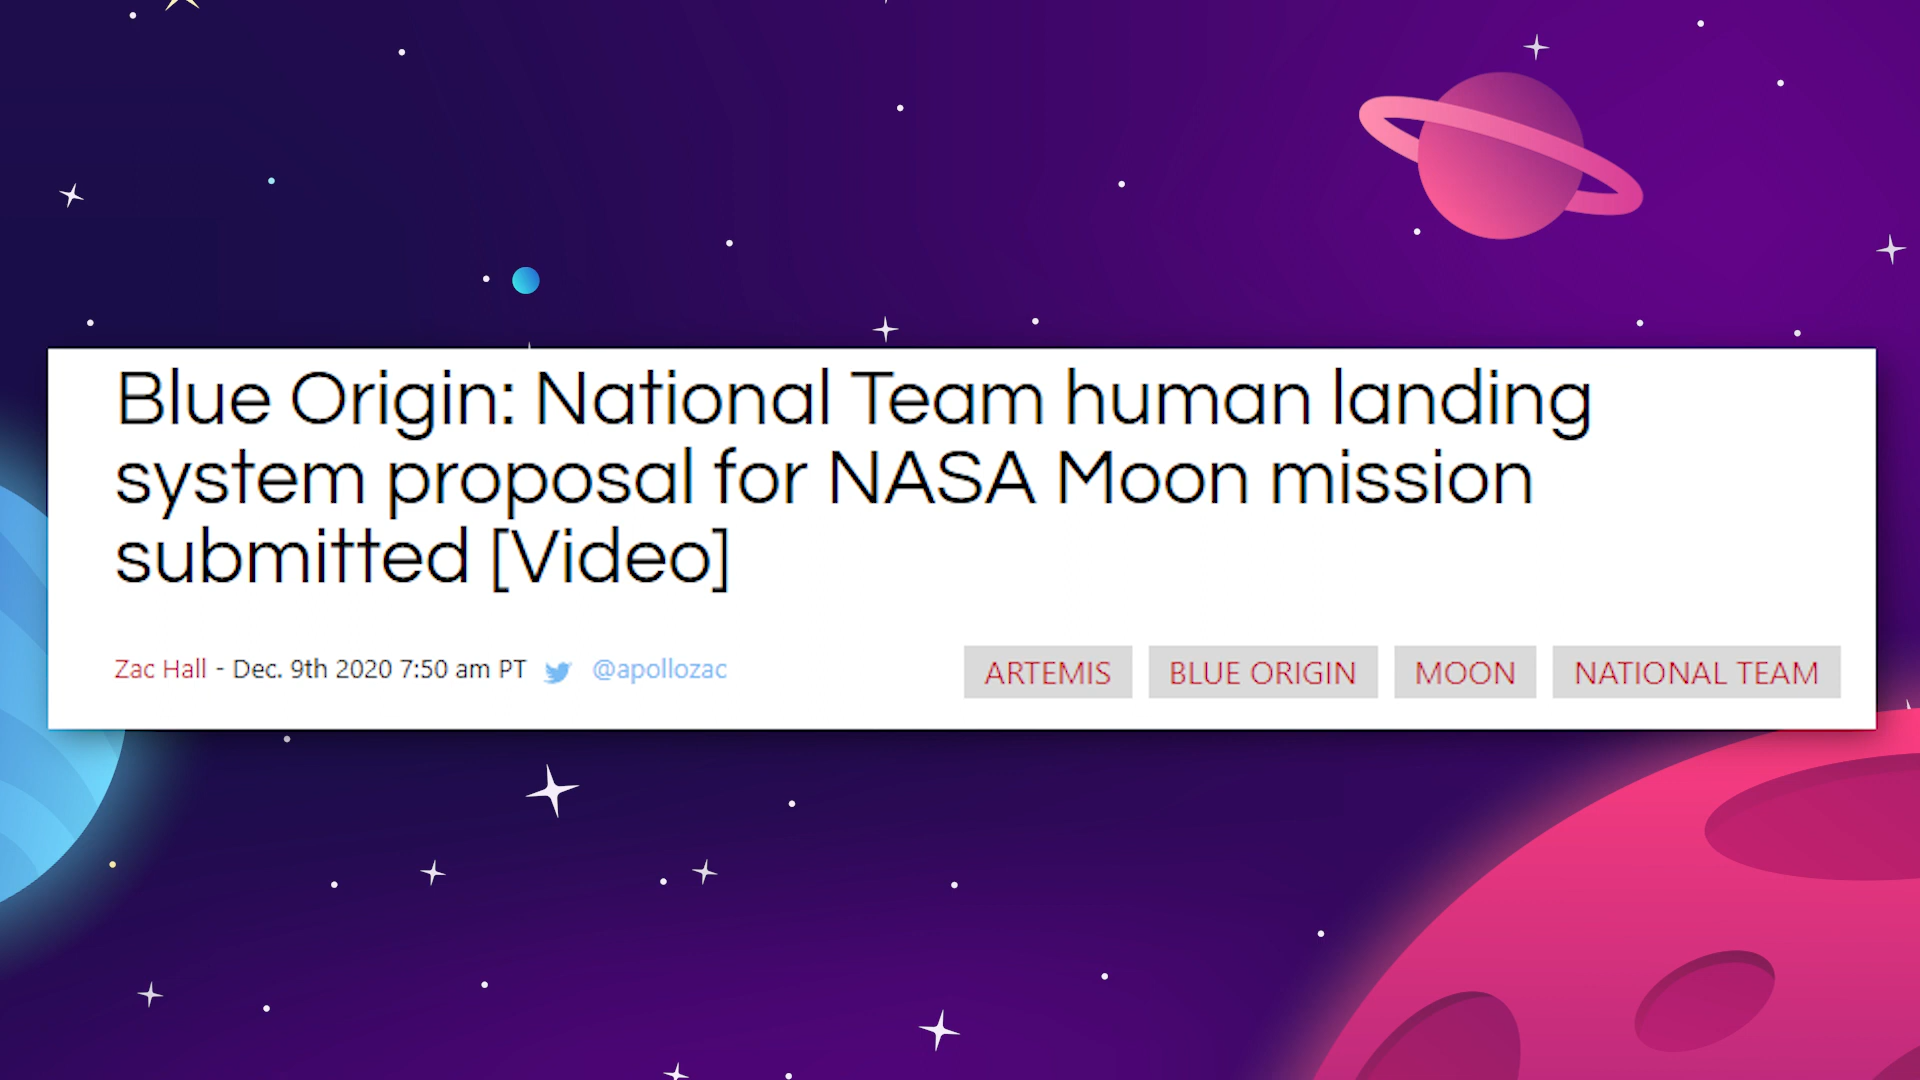 Blue Origin: National Team human landing
system proposal for NASA Moon mission
submitted [Video]
Zac Hall - Dec. 9th 2020 7:50 am PT @apollozac
ARTEMIS BLUE ORIGIN MOON NATIONAL TEAM